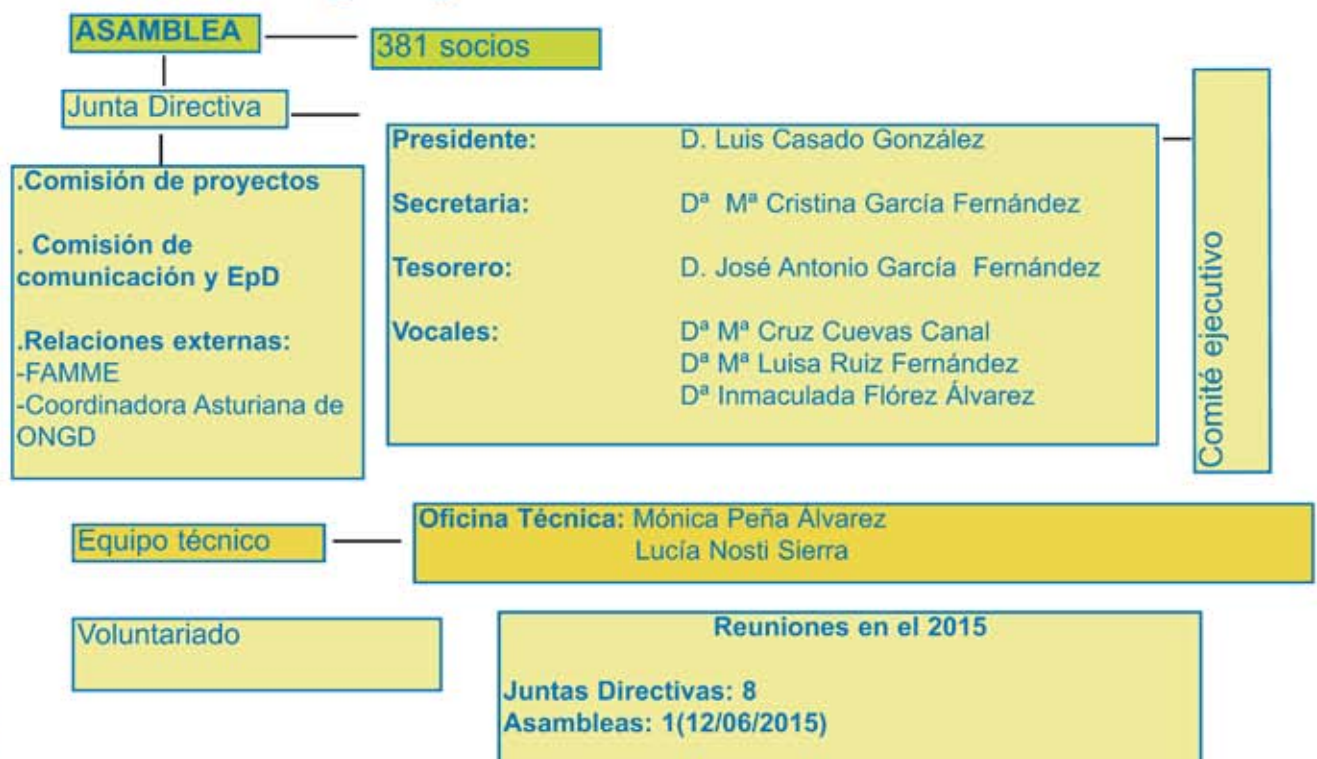 ASAMBLEA
381 socios
Junta Directiva
Presidente: D. Luis Casado González
Secretaria: Dª Mª Cristina García Fernández
Tesorero: D. José Antonio García Fernández
Vocales: Dª Mª Cruz Cuevas Canal
Dª Mª Luisa Ruiz Fernández
Dª Inmaculada Flórez Álvarez
Comité ejecutivo
.Comisión de proyectos
. Comisión de
comunicación y EpD
.Relaciones externas:
-FAMME
-Coordinadora Asturiana de
ONGD
Equipo técnico
Oficina Técnica: Mónica Peña Álvarez
Lucía Nosti Sierra
Voluntariado
Reuniones en el 2015
Juntas Directivas: 8
Asambleas: 1(12/06/2015)